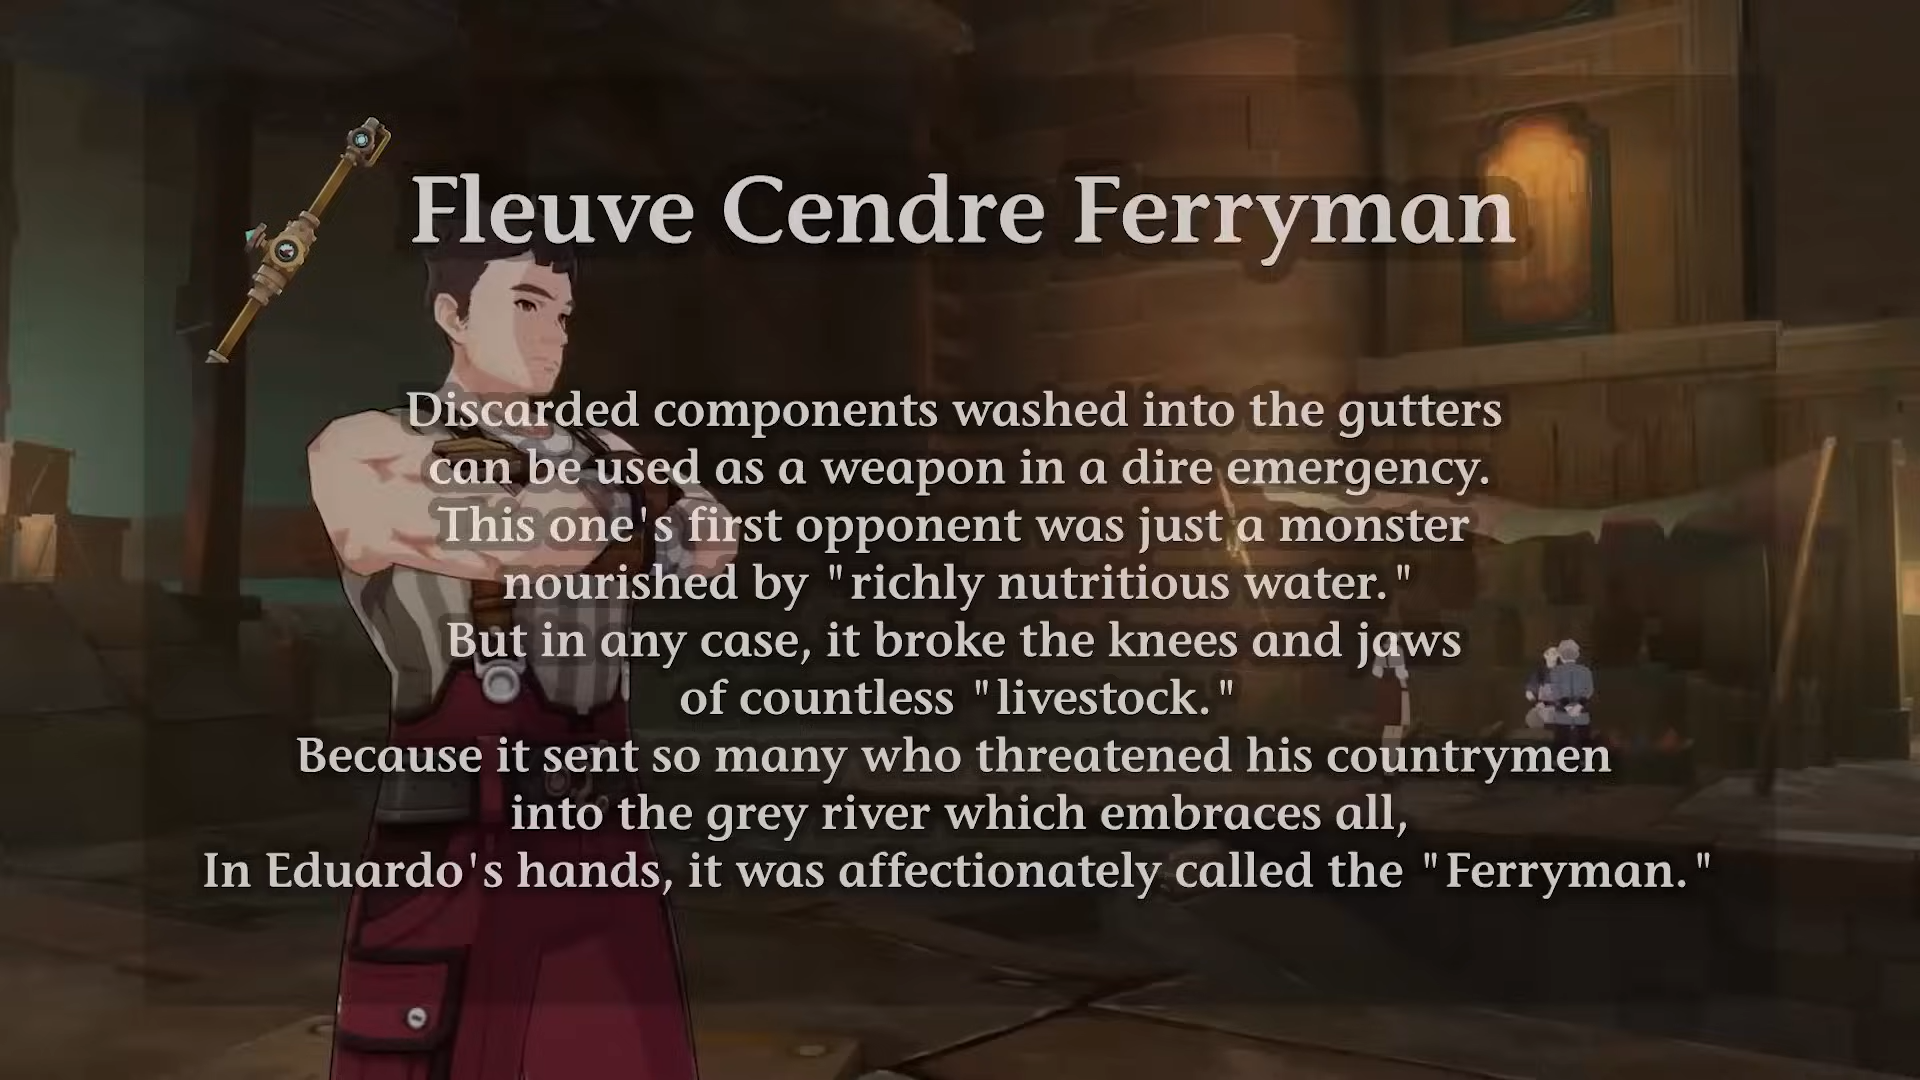 Fleuve Cendre Ferryman
Discarded components washed into the gutters
can be used as a weapon in a dire emergency.
This one's first opponent was just a monster
nourished by "richly nutritious water."
But in any case, it broke the knees and jaws
of countless "livestock."
Because it sent so many who threatened his countrymen
into the grey river which embraces all,
In Eduardo's hands, it was affectionately called the "Ferryman."